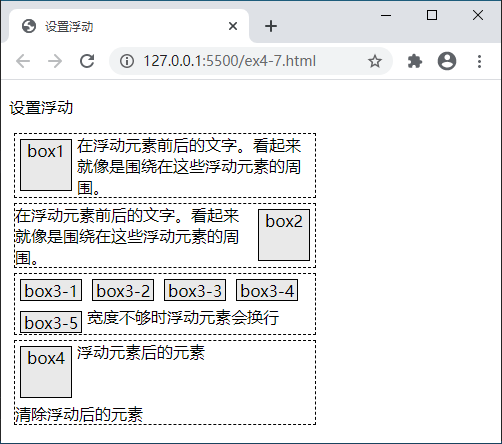 设置浮动
127.0.0.1:5500/ex4-7.html
设置浮动
box1
在浮动元素前后的文字。看起来
就像是围绕在这些浮动元素的周
围。
在浮动元素前后的文字。看起来
就像是围绕在这些浮动元素的周
围。
box2
box3-1 box3-2 box3-3 box3-4
box3-5 宽度不够时浮动元素会换行
box4 浮动元素后的元素
清除浮动后的元素